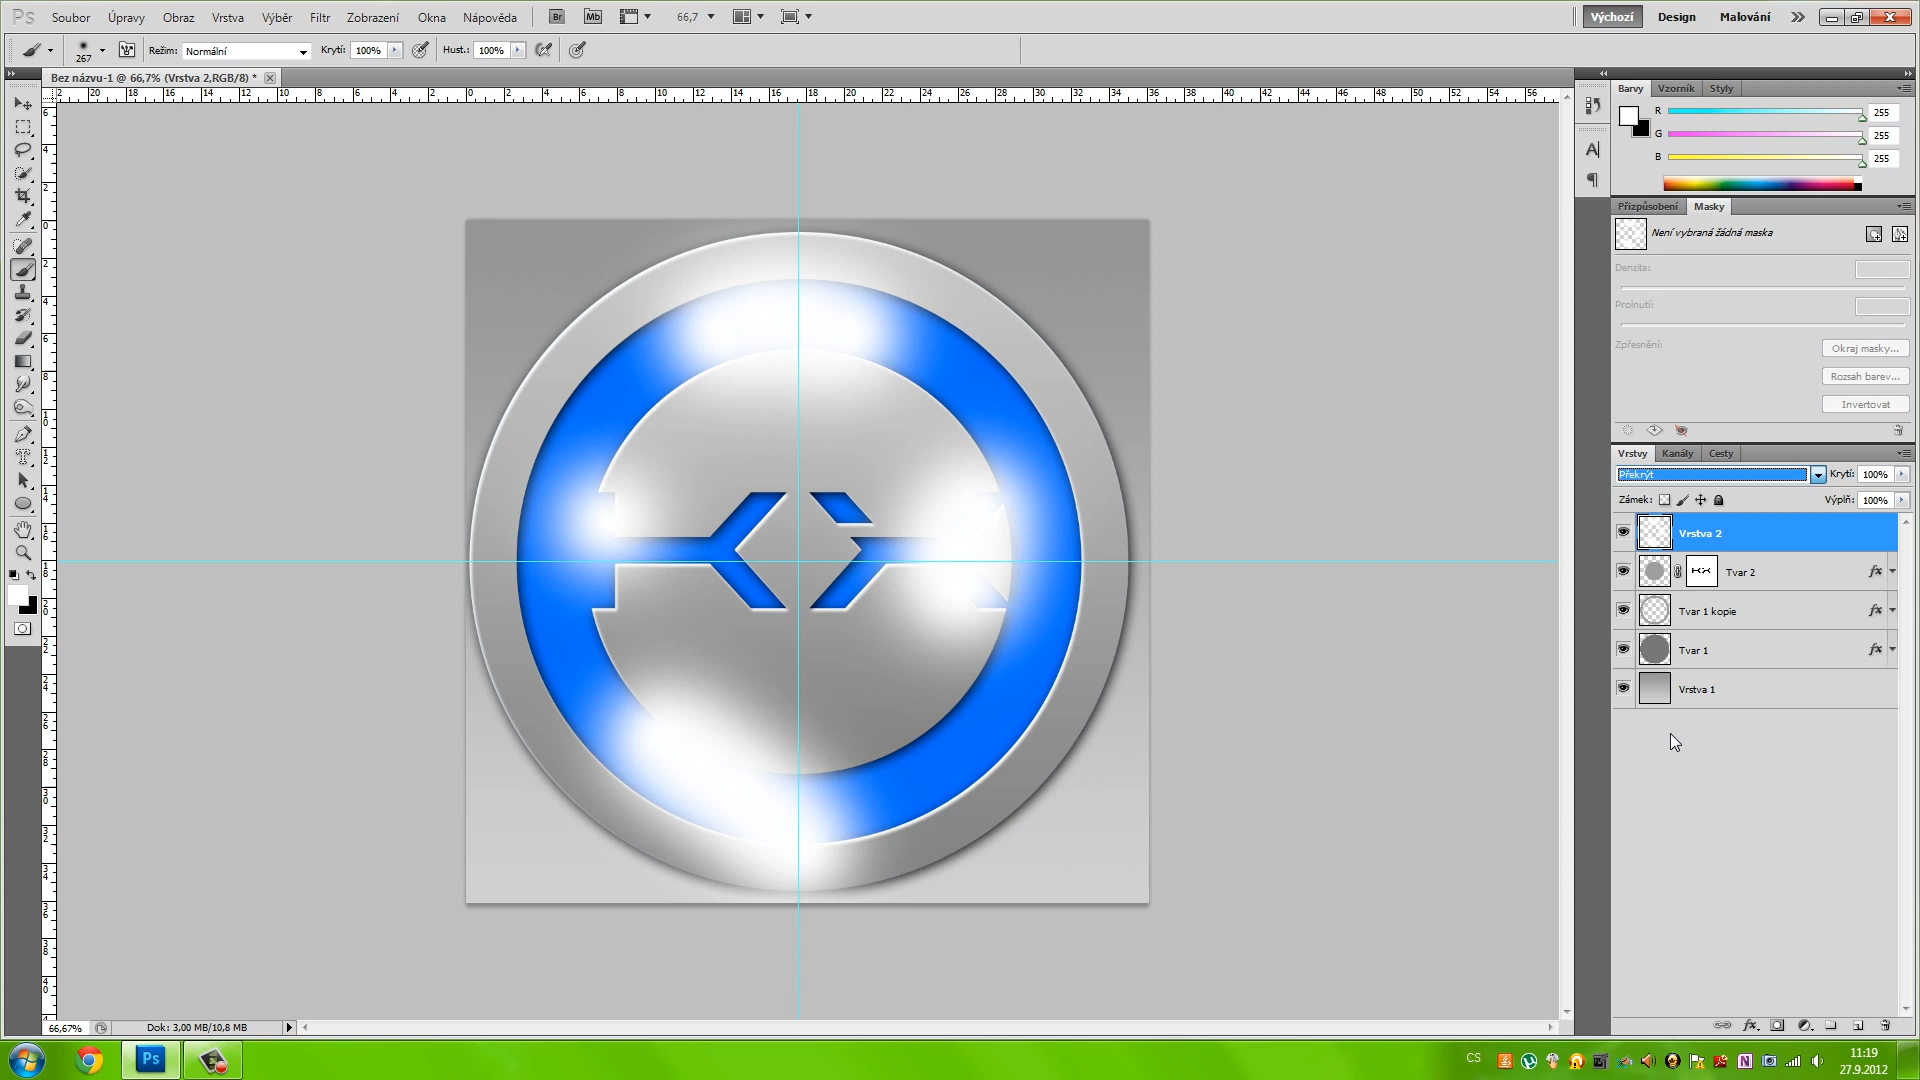 Ps Soubor Úpravy Obraz Vrstva Výběr Filtr Zobrazení Okna Nápověda Br Mb 66,7 Výchozí Design Malování
267 Režim: Normální Krytí: 100% Hust.: 100%
Bez názvu-1 @ 66,7% (Vrstva 2,RGB/8) *
Barvy Vzorník Styly
R 255
G 255
B 255
Přizpůsobení Masky
Není vybraná žádná maska
Denzita:
Prolnutí:
Zpřesnění: Okraj masky...
Rozsah barev...
Invertovat
Vrstvy Kanály Cesty
Překrýt Krytí: 100%
Zámek: Výplň: 100%
Vrstva 2
Tvar 2 fx
Tvar 1 kopie fx
Tvar 1 fx
Vrstva 1
66,67% Dok: 3,00 MB/10,8 MB
Ps CS 11:19
27.9.2012